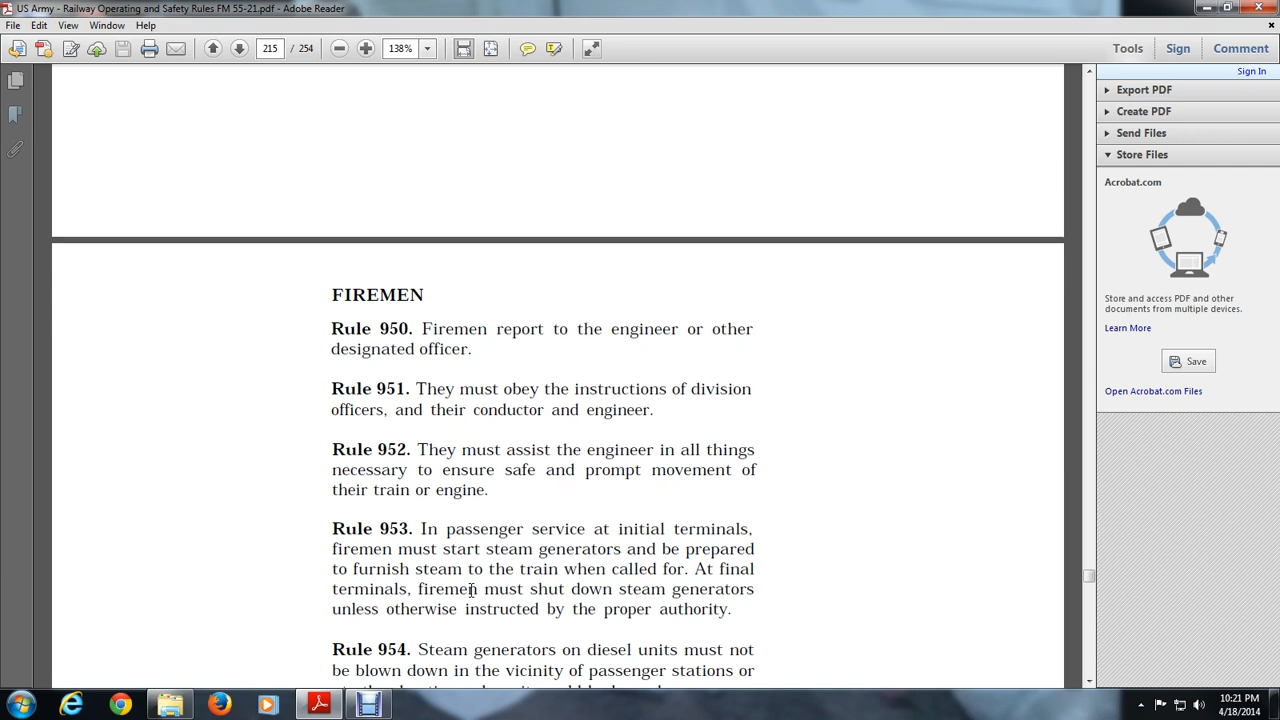 US Army - Railway Operating and Safety Rules FM 55-21.pdf - Adobe Reader
File Edit View Window Help
215 / 254 138% Tools Sign Comment
Sign In
Export PDF
Create PDF
Send Files
Store Files
Acrobat.com
Store and access PDF and other
documents from multiple devices.
Learn More
Save
Open Acrobat.com Files
FIREMEN
Rule 950. Firemen report to the engineer or other
designated officer.
Rule 951. They must obey the instructions of division
officers, and their conductor and engineer.
Rule 952. They must assist the engineer in all things
necessary to ensure safe and prompt movement of
their train or engine.
Rule 953. In passenger service at initial terminals,
firemen must start steam generators and be prepared
to furnish steam to the train when called for. At final
terminals, firemen must shut down steam generators
unless otherwise instructed by the proper authority.
Rule 954. Steam generators on diesel units must not
be blown down in the vicinity of passenger stations or
10:21 PM
4/18/2014